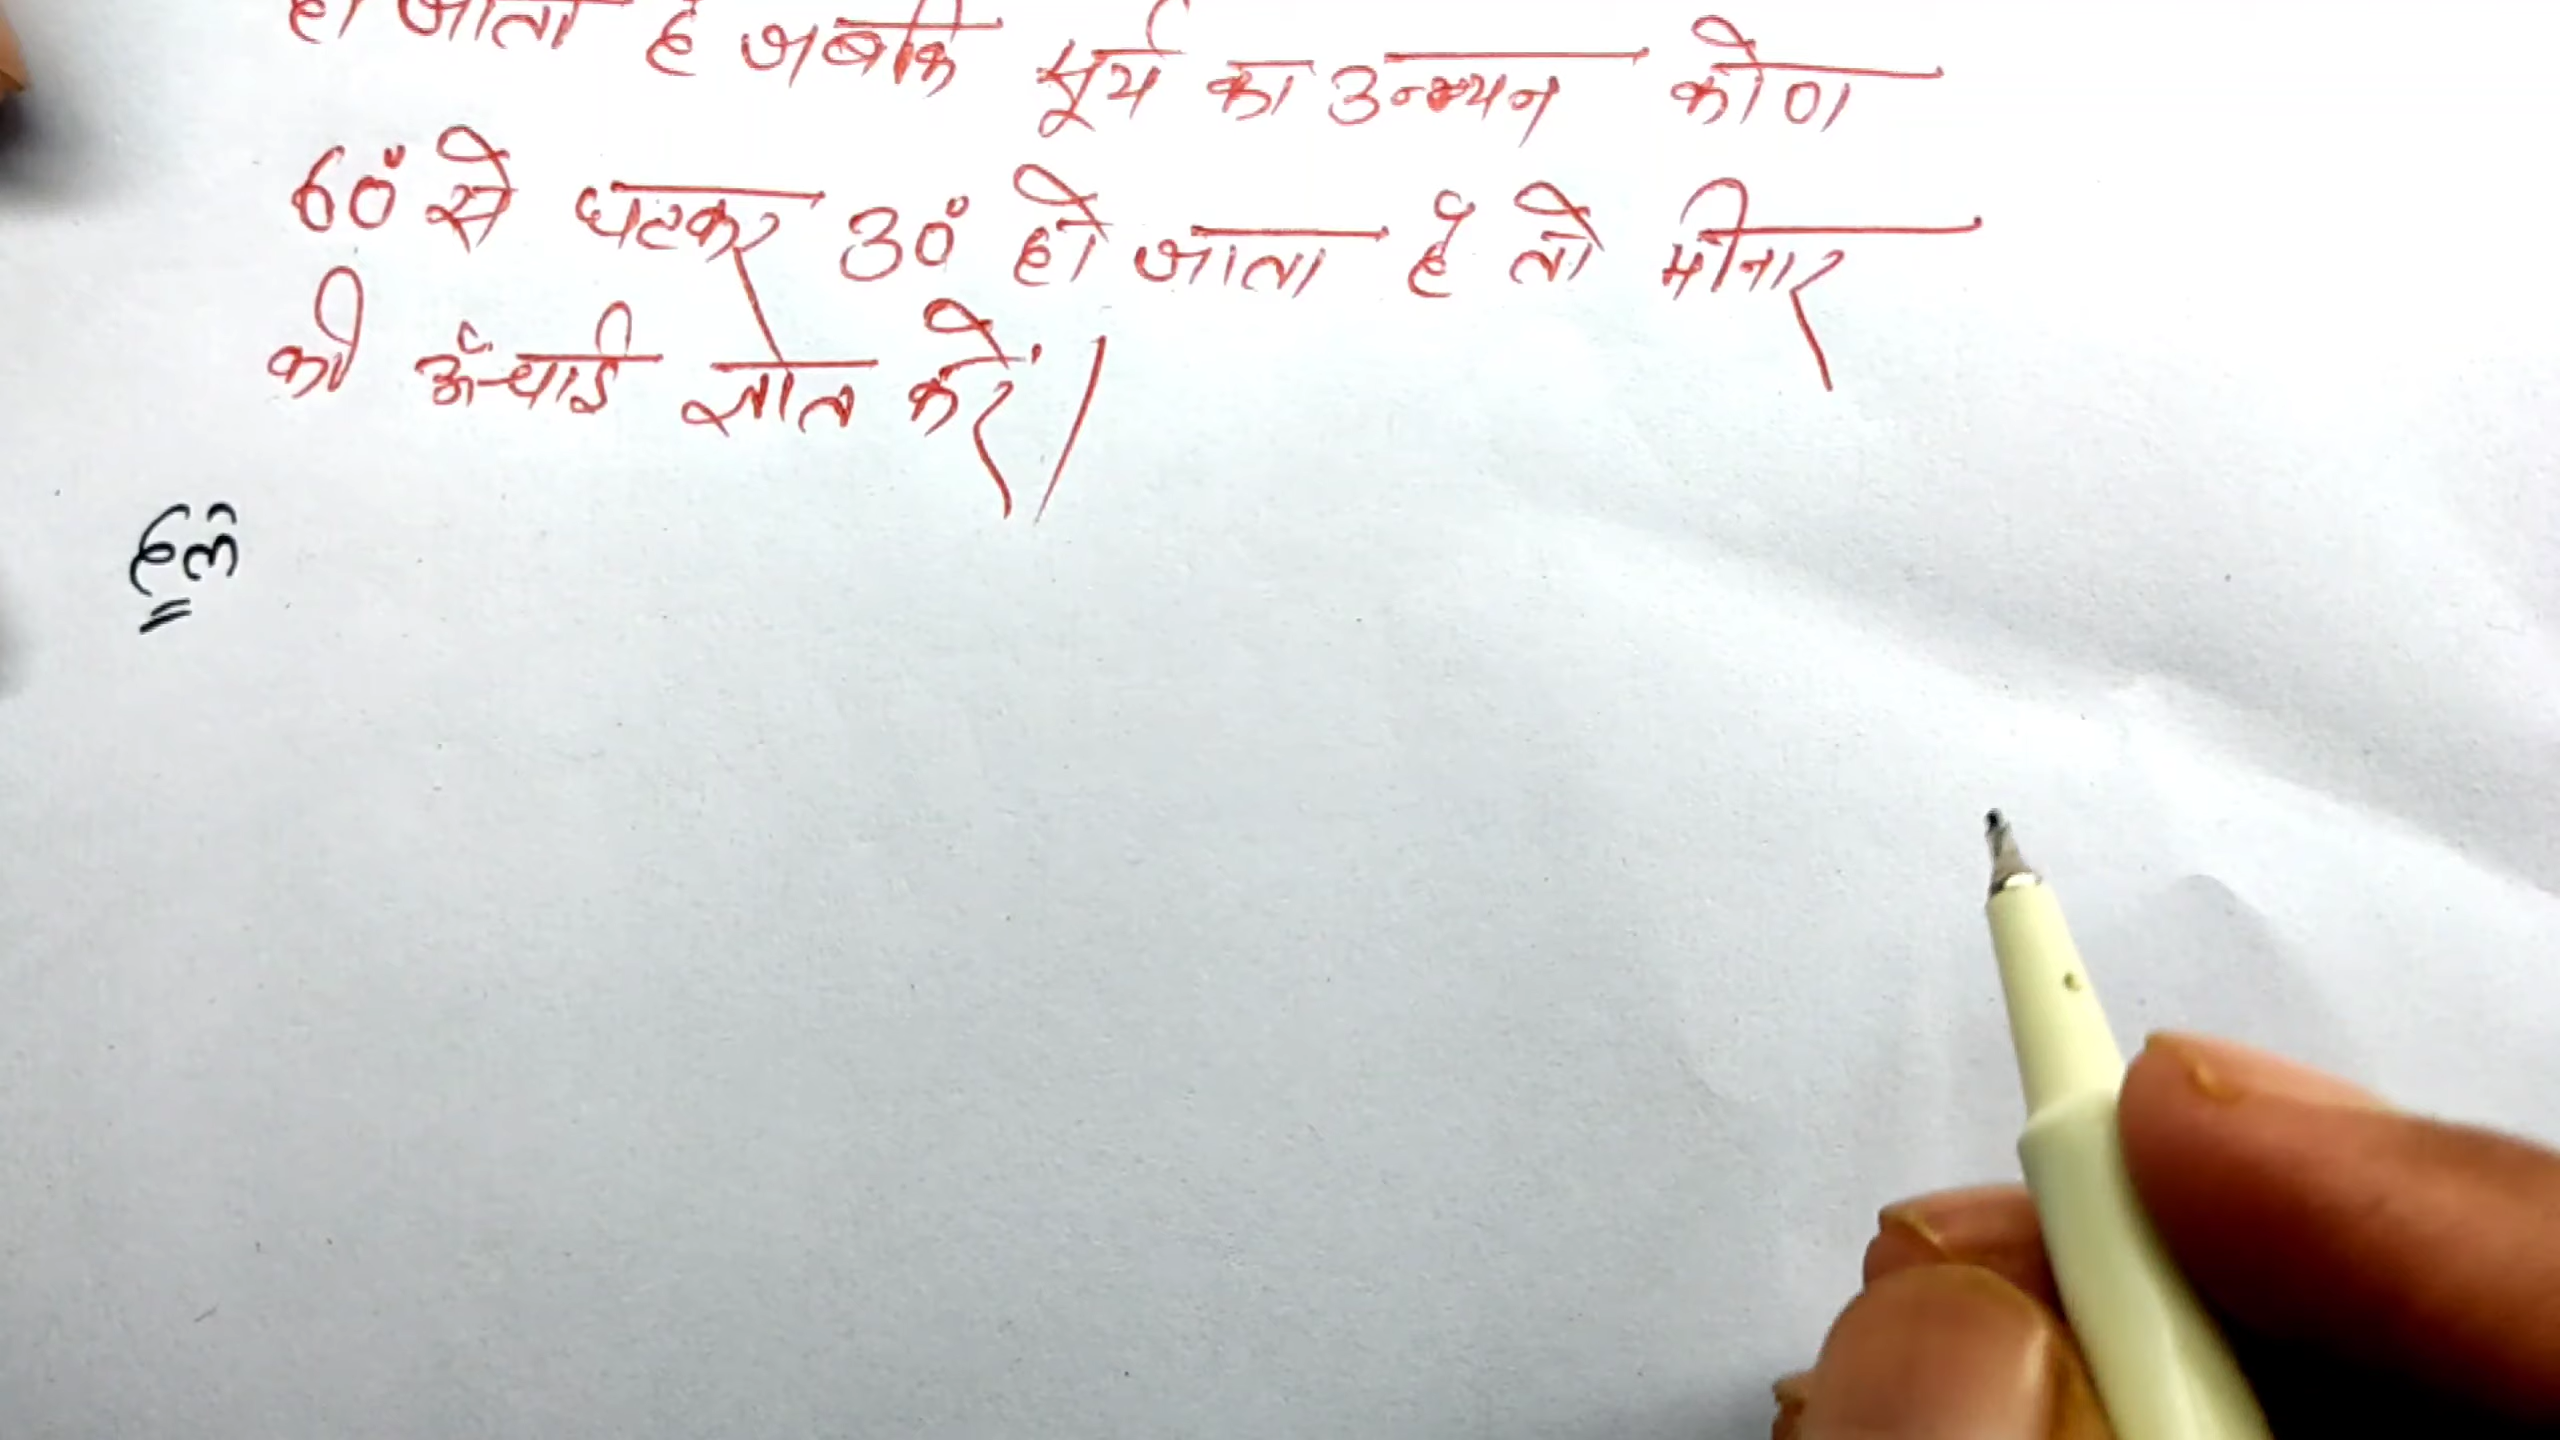 हो जाता है जबकि सूर्य का उन्नयन कोण
60° से घटकर 30° हो जाता है तो मीनार
की ऊँचाई ज्ञात करें।
हल